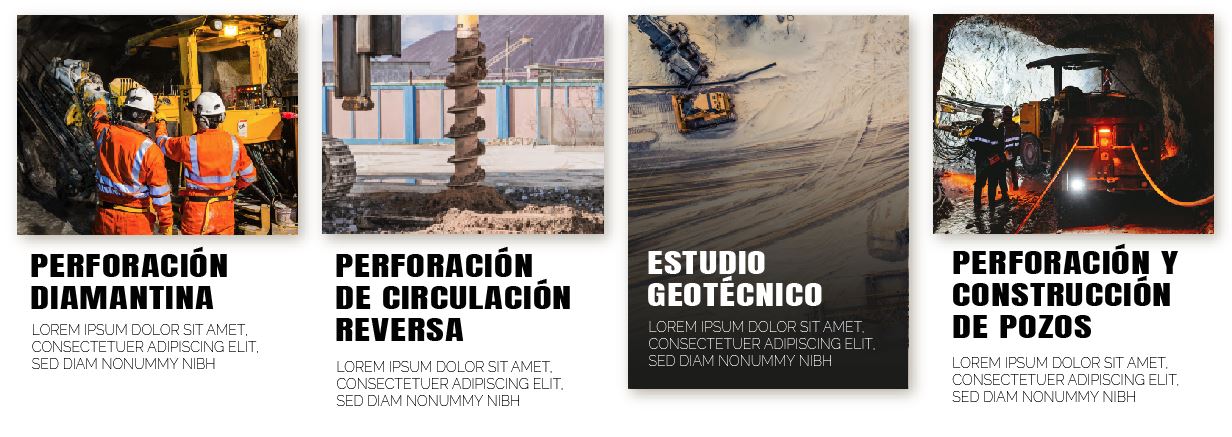 PERFORACIÓN
DIAMANTINA
LOREM IPSUM DOLOR SIT AMET,
CONSECTETUER ADIPISCING ELIT,
SED DIAM NONUMMY NIBH
PERFORACIÓN
DE CIRCULACIÓN
REVERSA
LOREM IPSUM DOLOR SIT AMET,
CONSECTETUER ADIPISCING ELIT,
SED DIAM NONUMMY NIBH
ESTUDIO
GEOTÉCNICO
LOREM IPSUM DOLOR SIT AMET,
CONSECTETUER ADIPISCING ELIT,
SED DIAM NONUMMY NIBH
PERFORACIÓN Y
CONSTRUCCIÓN
DE POZOS
LOREM IPSUM DOLOR SIT AMET,
CONSECTETUER ADIPISCING ELIT,
SED DIAM NONUMMY NIBH